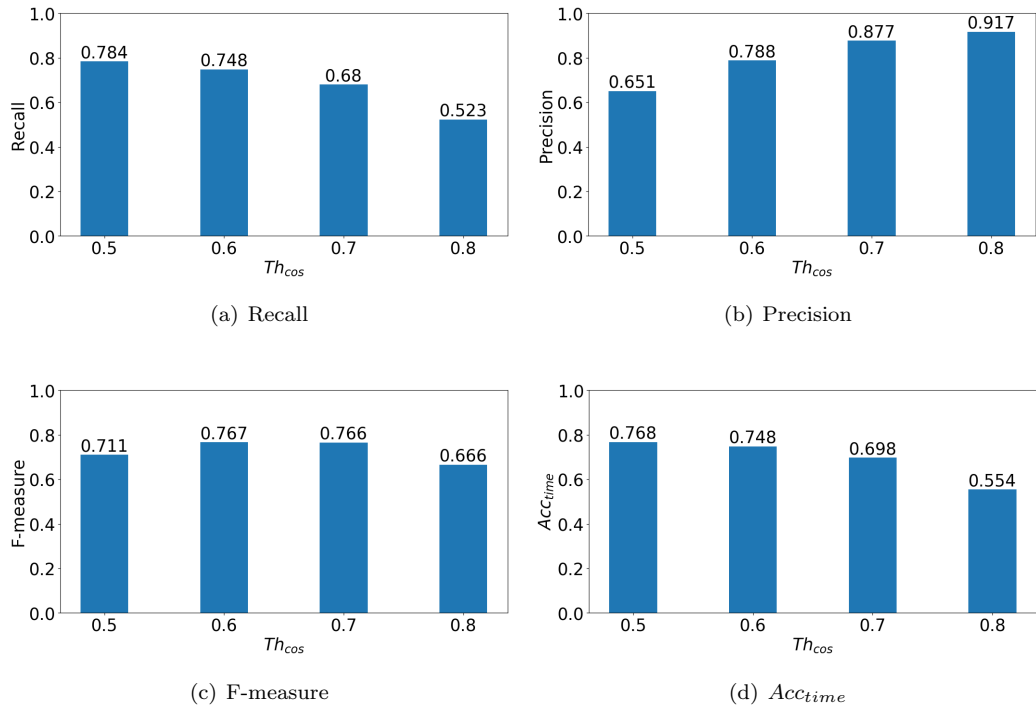 1.0
0.8
0.6
0.4
0.2
0.0
Recall
0.784
0.748
0.68
0.523
0.5 0.6 0.7 0.8
Th_cos
(a) Recall
1.0
0.8
0.6
0.4
0.2
0.0
Precision
0.651
0.788
0.877
0.917
0.5 0.6 0.7 0.8
Th_cos
(b) Precision
1.0
0.8
0.6
0.4
0.2
0.0
F-measure
0.711
0.767
0.766
0.666
0.5 0.6 0.7 0.8
Th_cos
(c) F-measure
1.0
0.8
0.6
0.4
0.2
0.0
Acc_time
0.768
0.748
0.698
0.554
0.5 0.6 0.7 0.8
Th_cos
(d) Acc_time